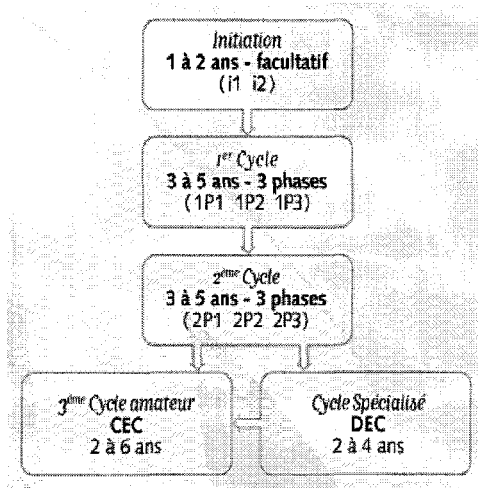 Initiation
1 à 2 ans - facultatif
(i1 i2)
1er Cycle
3 à 5 ans - 3 phases
(1P1 1P2 1P3)
2ème Cycle
3 à 5 ans - 3 phases
(2P1 2P2 2P3)
3ème Cycle amateur
CEC
2 à 6 ans
Cycle Spécialisé
DEC
2 à 4 ans